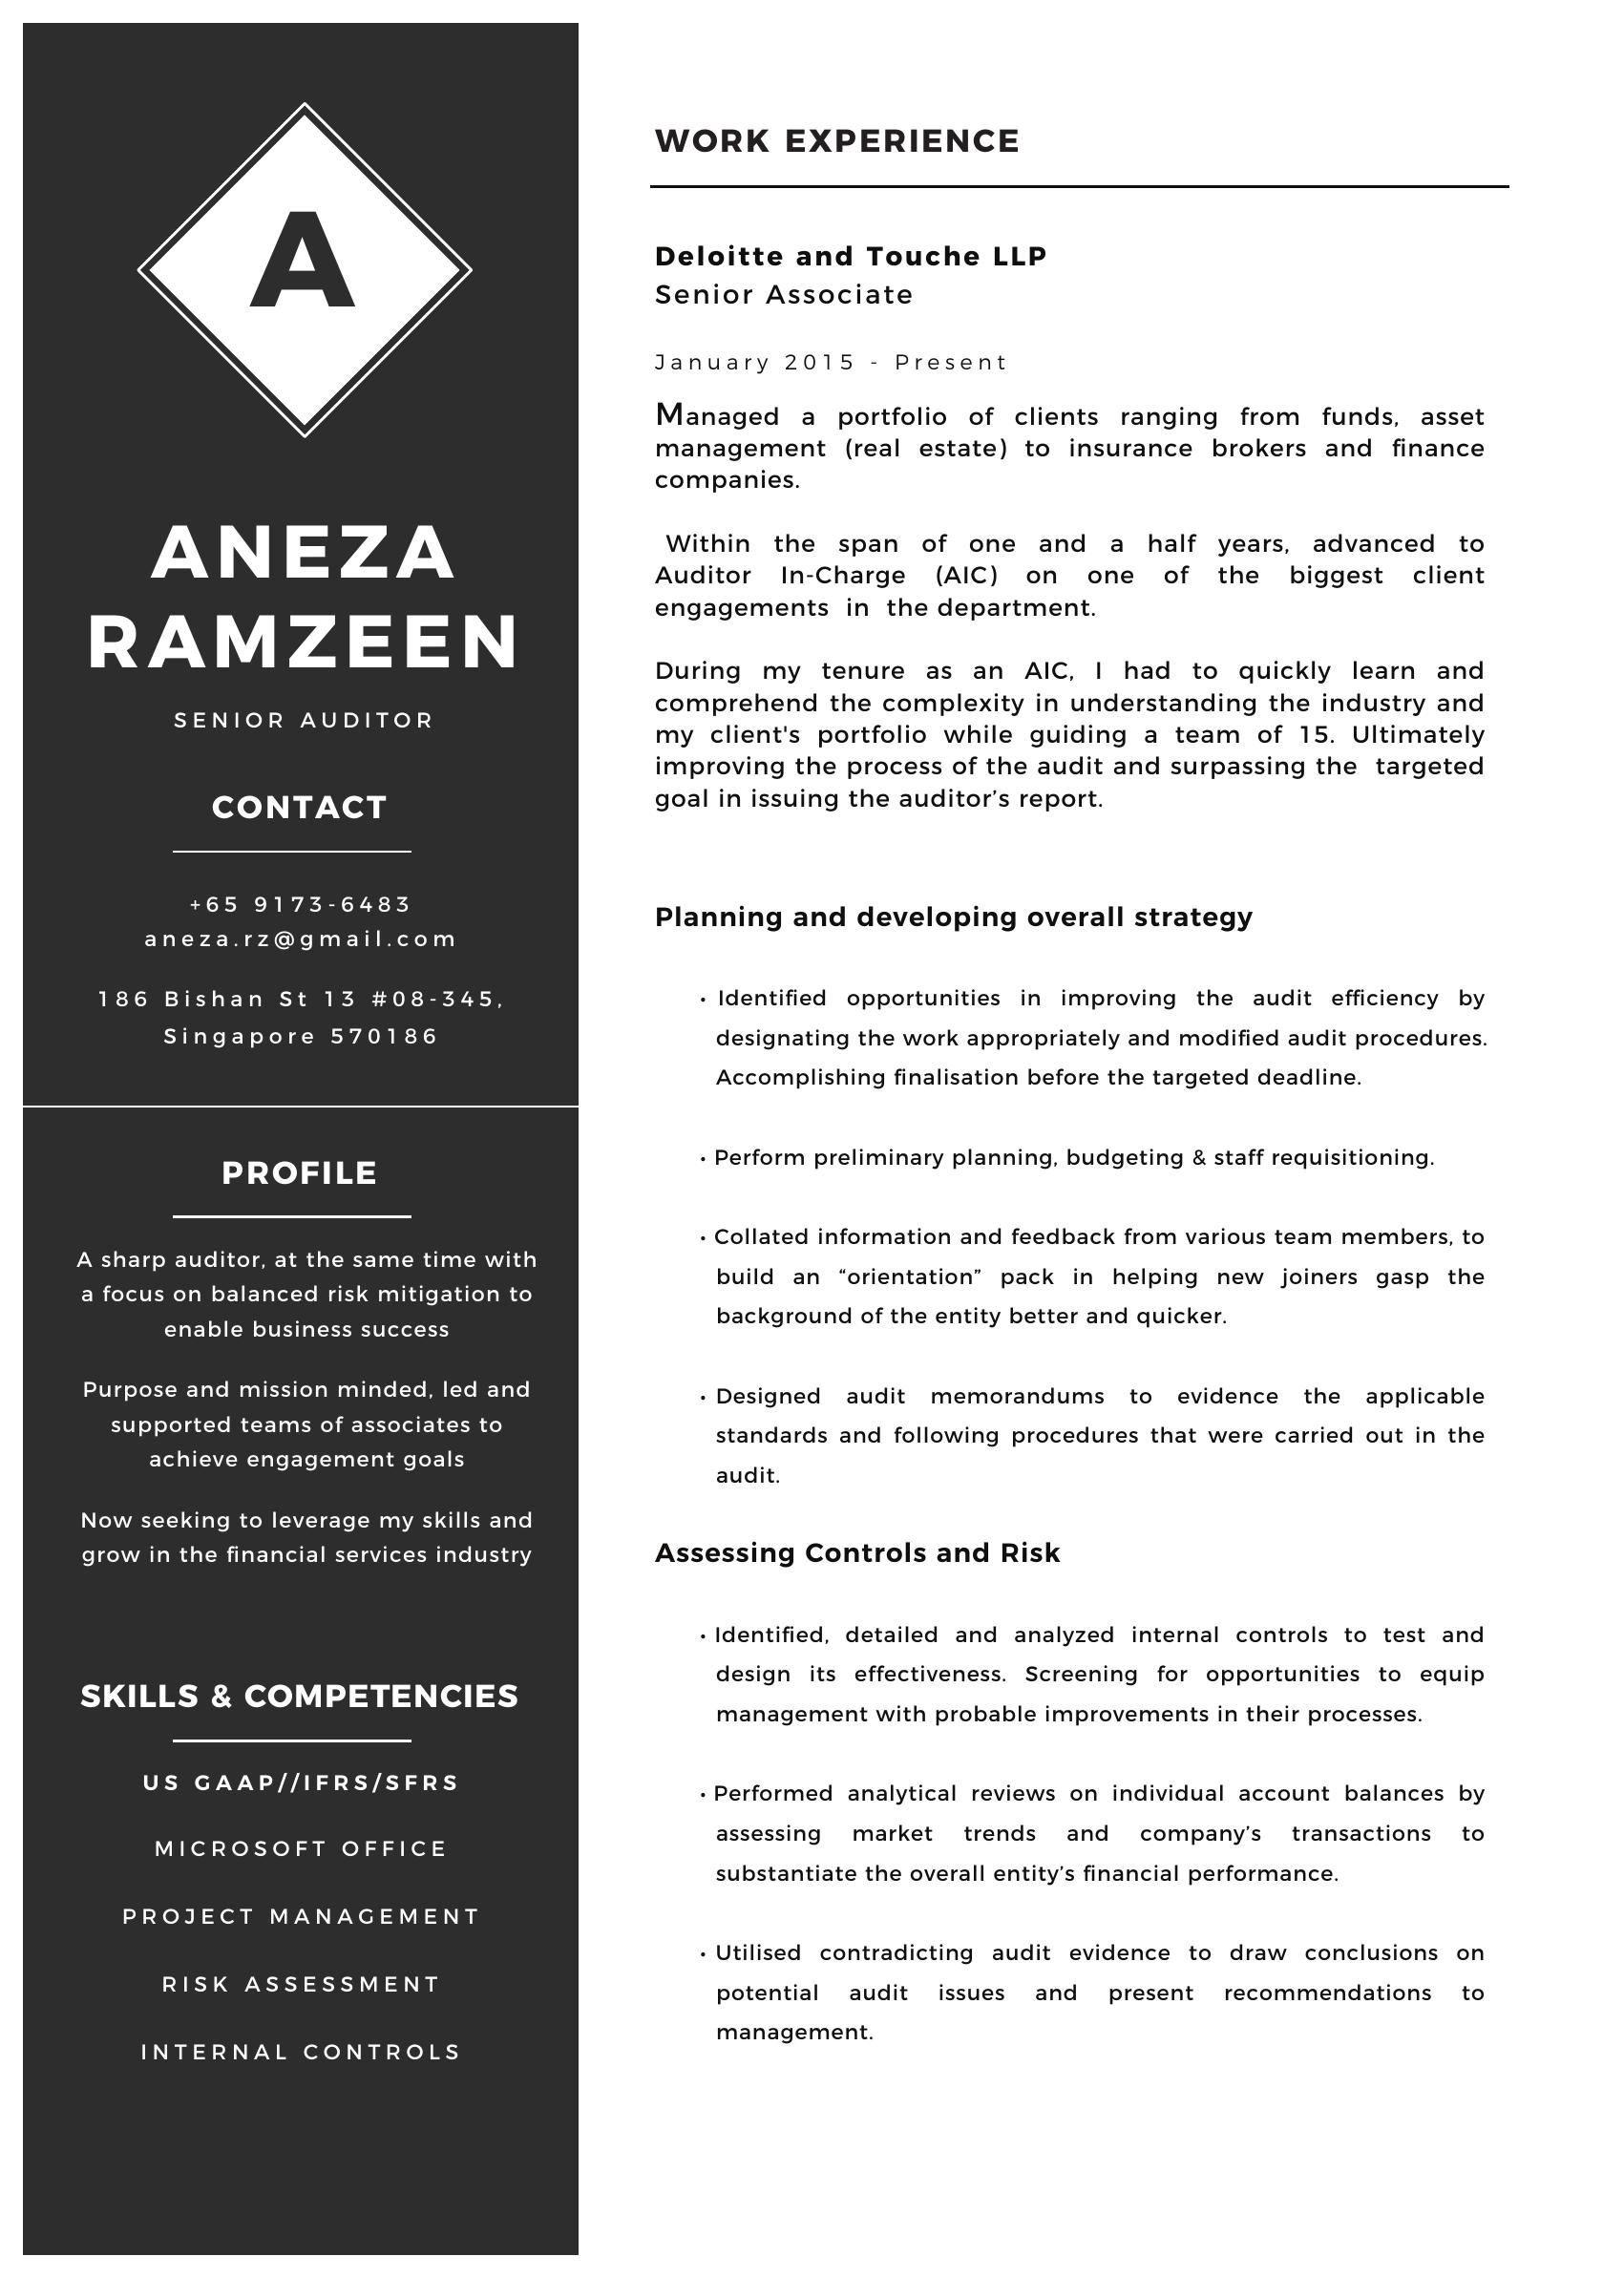 A
ANEZA
RAMZEEN
SENIOR AUDITOR
CONTACT
+65 9173-6483
aneza.rz@gmail.com
186 Bishan St 13 #08-345,
Singapore 570186
PROFILE
A sharp auditor, at the same time with
a focus on balanced risk mitigation to
enable business success
Purpose and mission minded, led and
supported teams of associates to
achieve engagement goals
Now seeking to leverage my skills and
grow in the financial services industry
SKILLS & COMPETENCIES
US GAAP//IFRS/SFRS
MICROSOFT OFFICE
PROJECT MANAGEMENT
RISK ASSESSMENT
INTERNAL CONTROLS
WORK EXPERIENCE
Deloitte and Touche LLP
Senior Associate
January 2015 - Present
Managed a portfolio of clients ranging from funds, asset
management (real estate) to insurance brokers and finance
companies.
Within the span of one and a half years, advanced to
Auditor In-Charge (AIC) on one of the biggest client
engagements in the department.
During my tenure as an AIC, I had to quickly learn and
comprehend the complexity in understanding the industry and
my client's portfolio while guiding a team of 15. Ultimately
improving the process of the audit and surpassing the targeted
goal in issuing the auditor’s report.
Planning and developing overall strategy
• Identified opportunities in improving the audit efficiency by
designating the work appropriately and modified audit procedures.
Accomplishing finalisation before the targeted deadline.
• Perform preliminary planning, budgeting & staff requisitioning.
• Collated information and feedback from various team members, to
build an “orientation” pack in helping new joiners gasp the
background of the entity better and quicker.
• Designed audit memorandums to evidence the applicable
standards and following procedures that were carried out in the
audit.
Assessing Controls and Risk
• Identified, detailed and analyzed internal controls to test and
design its effectiveness. Screening for opportunities to equip
management with probable improvements in their processes.
• Performed analytical reviews on individual account balances by
assessing market trends and company’s transactions to
substantiate the overall entity’s financial performance.
• Utilised contradicting audit evidence to draw conclusions on
potential audit issues and present recommendations to
management.